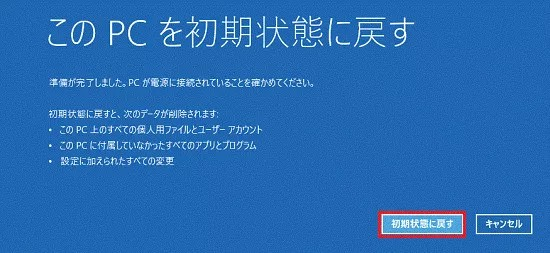 この PC を初期状態に戻す
準備が完了しました。PC が電源に接続されていることを確かめてください。
初期状態に戻すと、次のデータが削除されます:
• この PC 上のすべての個人用ファイルとユーザー アカウント
• この PC に付属していなかったすべてのアプリとプログラム
• 設定に加えられたすべての変更
初期状態に戻す キャンセル